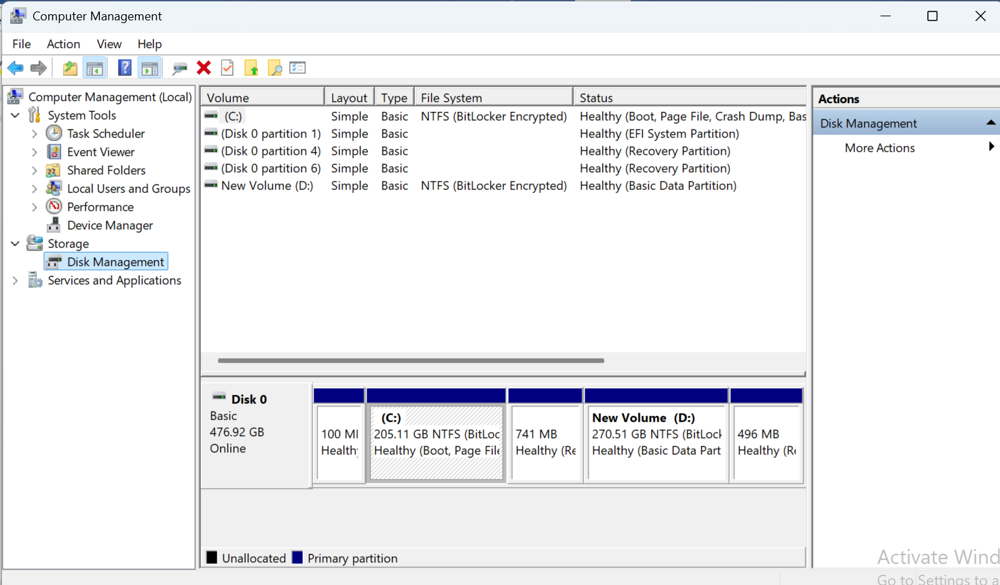 Computer Management
File Action View Help
Computer Management (Local)
System Tools
Task Scheduler
Event Viewer
Shared Folders
Local Users and Groups
Performance
Device Manager
Storage
Disk Management
Services and Applications
Volume Layout Type File System Status
(C:) Simple Basic NTFS (BitLocker Encrypted) Healthy (Boot, Page File, Crash Dump, Bas
(Disk 0 partition 1) Simple Basic Healthy (EFI System Partition)
(Disk 0 partition 4) Simple Basic Healthy (Recovery Partition)
(Disk 0 partition 6) Simple Basic Healthy (Recovery Partition)
New Volume (D:) Simple Basic NTFS (BitLocker Encrypted) Healthy (Basic Data Partition)
Disk 0
Basic
476.92 GB
Online
100 M
Health
(C:)
205.11 GB NTFS (BitLoc
Healthy (Boot, Page File
741 MB
Healthy (Re
New Volume (D:)
270.51 GB NTFS (BitLock
Healthy (Basic Data Part
496 MB
Healthy (Re
Unallocated Primary partition
Actions
Disk Management
More Actions
Activate Wind
Go to Settings to a